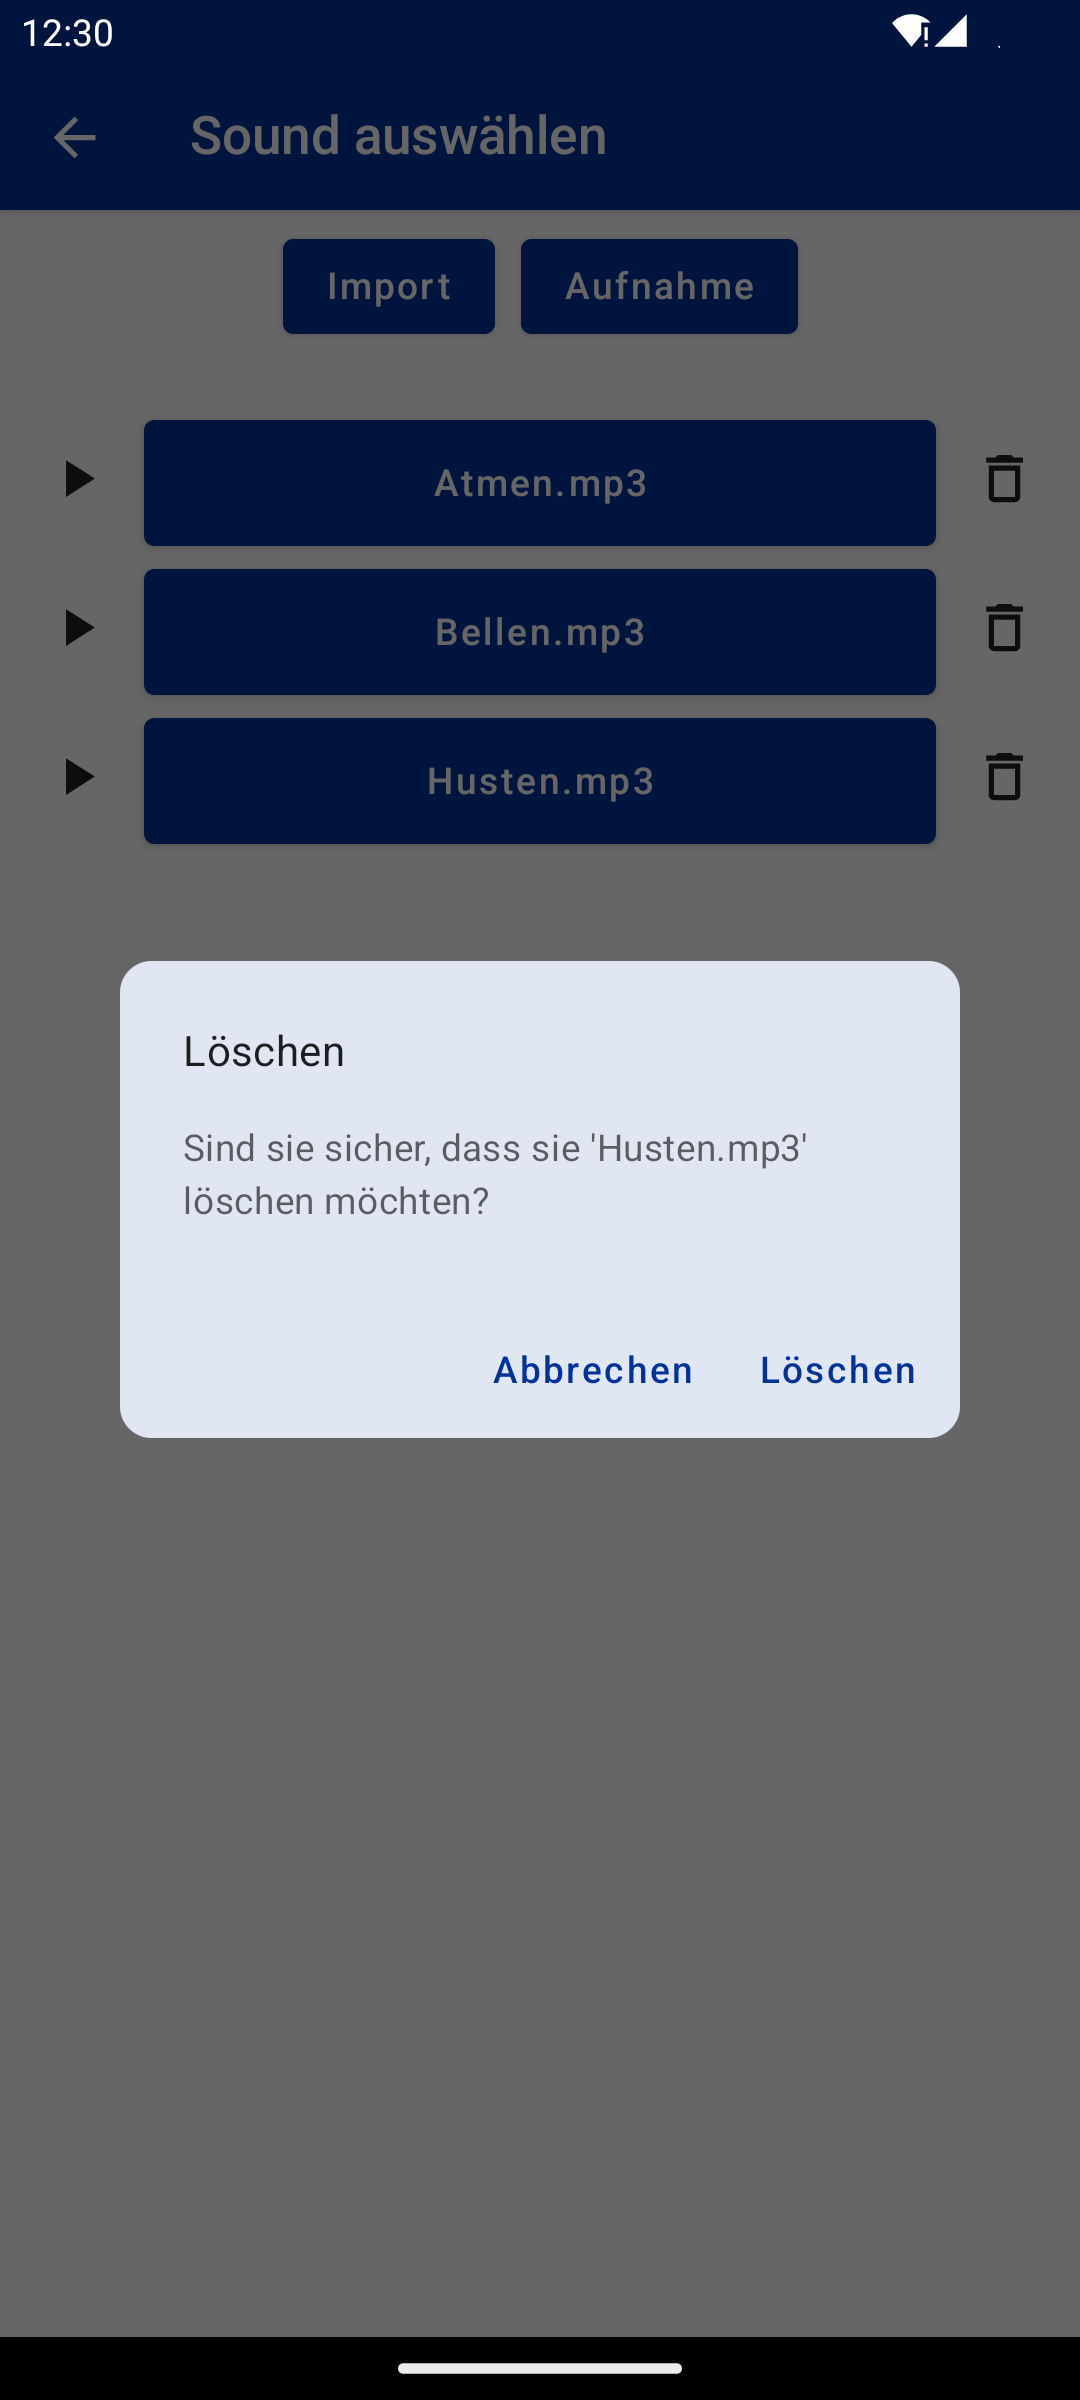 12:30
Sound auswählen
Import
Aufnahme
Atmen.mp3
Bellen.mp3
Husten.mp3
Löschen
Sind sie sicher, dass sie 'Husten.mp3'
löschen möchten?
Abbrechen
Löschen